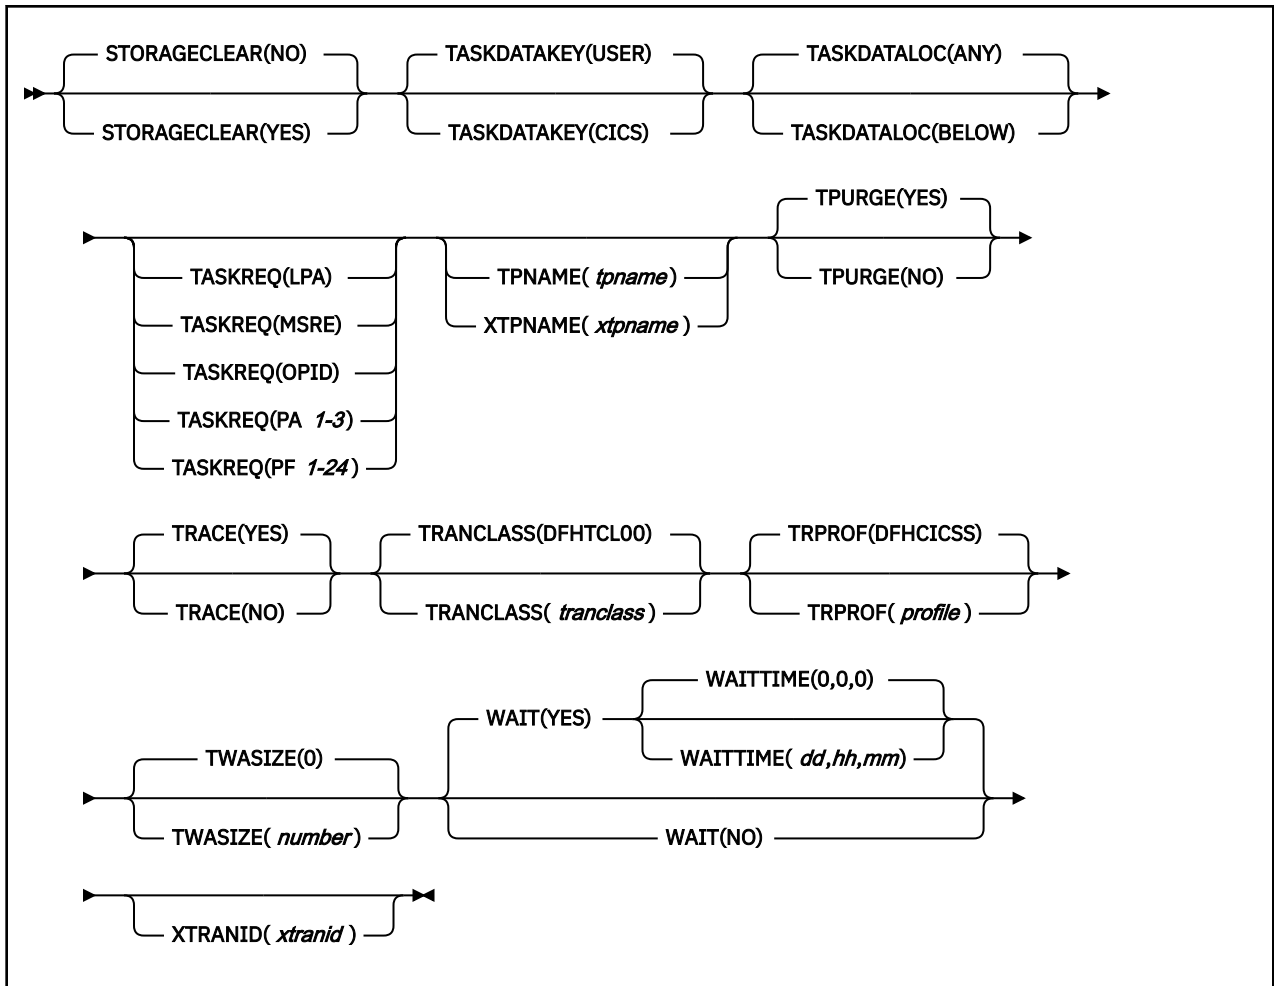 STORAGECLEAR(NO) TASKDATAKEY(USER) TASKDATALOC(ANY)
STORAGECLEAR(YES) TASKDATAKEY(CICS) TASKDATALOC(BELOW)
TPURGE(YES)
TASKREQ(LPA) TPNAME( tpname ) TPURGE(NO)
TASKREQ(MSRE) XTPNAME( xtpname )
TASKREQ(OPID)
TASKREQ(PA 1-3 )
TASKREQ(PF 1-24 )
TRACE(YES) TRANCLASS(DFHTCL00) TRPROF(DFHCICSS)
TRACE(NO) TRANCLASS( tranclass ) TRPROF( profile )
WAITTIME(0,0,0)
WAIT(YES)
TWASIZE(0) WAITTIME( dd,hh,mm)
TWASIZE( number ) WAIT(NO)
XTRANID( xtranid )